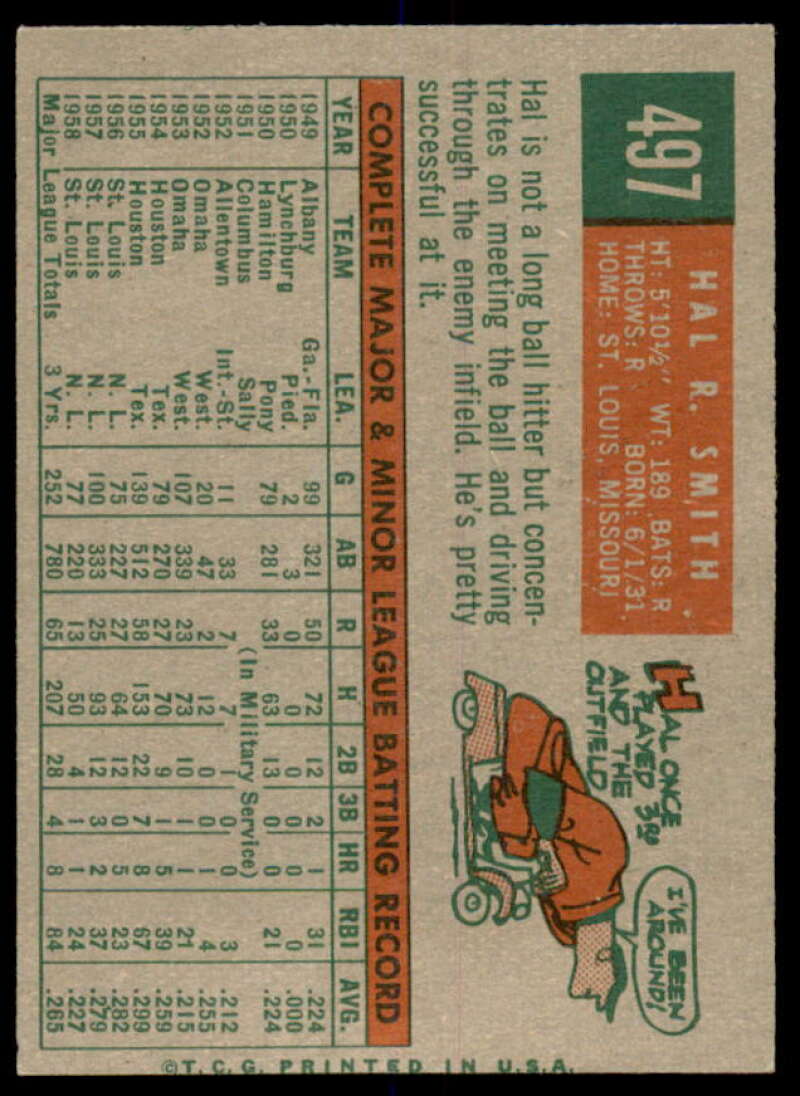 497
HAL R. SMITH
HT: 5'10½" WT: 189 BATS: R
THROWS: R BORN: 6/1/31
HOME: ST. LOUIS, MISSOURI
Hal is not a long ball hitter but concen-
trates on meeting the ball and driving
through the enemy infield. He's pretty
successful at it.
HAL ONCE
PLAYED 3RD
AND THE
OUTFIELD
I'VE BEEN
AROUND!
COMPLETE MAJOR & MINOR LEAGUE BATTING RECORD
YEAR TEAM LEA. G AB R H 2B 3B HR RBI AVG.
1949 Albany Ga.-Fla. 99 321 50 72 12 2 1 31 .224
1950 Lynchburg Pied. 2 3 0 0 0 0 0 0 .000
1950 Hamilton Pony 79 281 33 63 13 0 0 21 .224
1951 Columbus Sally (In Military Service)
1952 Allentown Int.-St. 11 33 7 7 1 0 0 3 .212
1952 Omaha West. 20 47 2 12 0 0 1 4 .255
1953 Omaha West. 107 339 23 73 10 1 1 21 .215
1954 Houston Tex. 79 270 27 70 9 1 5 39 .259
1955 Houston Tex. 139 512 58 153 22 7 8 67 .299
1956 St. Louis N. L. 75 227 27 64 12 0 5 23 .282
1957 St. Louis N. L. 100 333 25 93 12 3 2 37 .279
1958 St. Louis N. L. 77 220 13 50 4 1 1 24 .227
Major League Totals 3 Yrs. 252 780 65 207 28 4 8 84 .265
©T. C. G. PRINTED IN U.S.A.